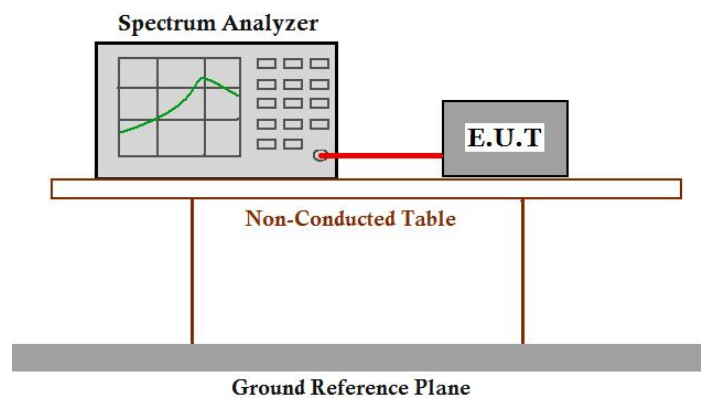 Spectrum Analyzer
E.U.T
Non-Conducted Table
Ground Reference Plane